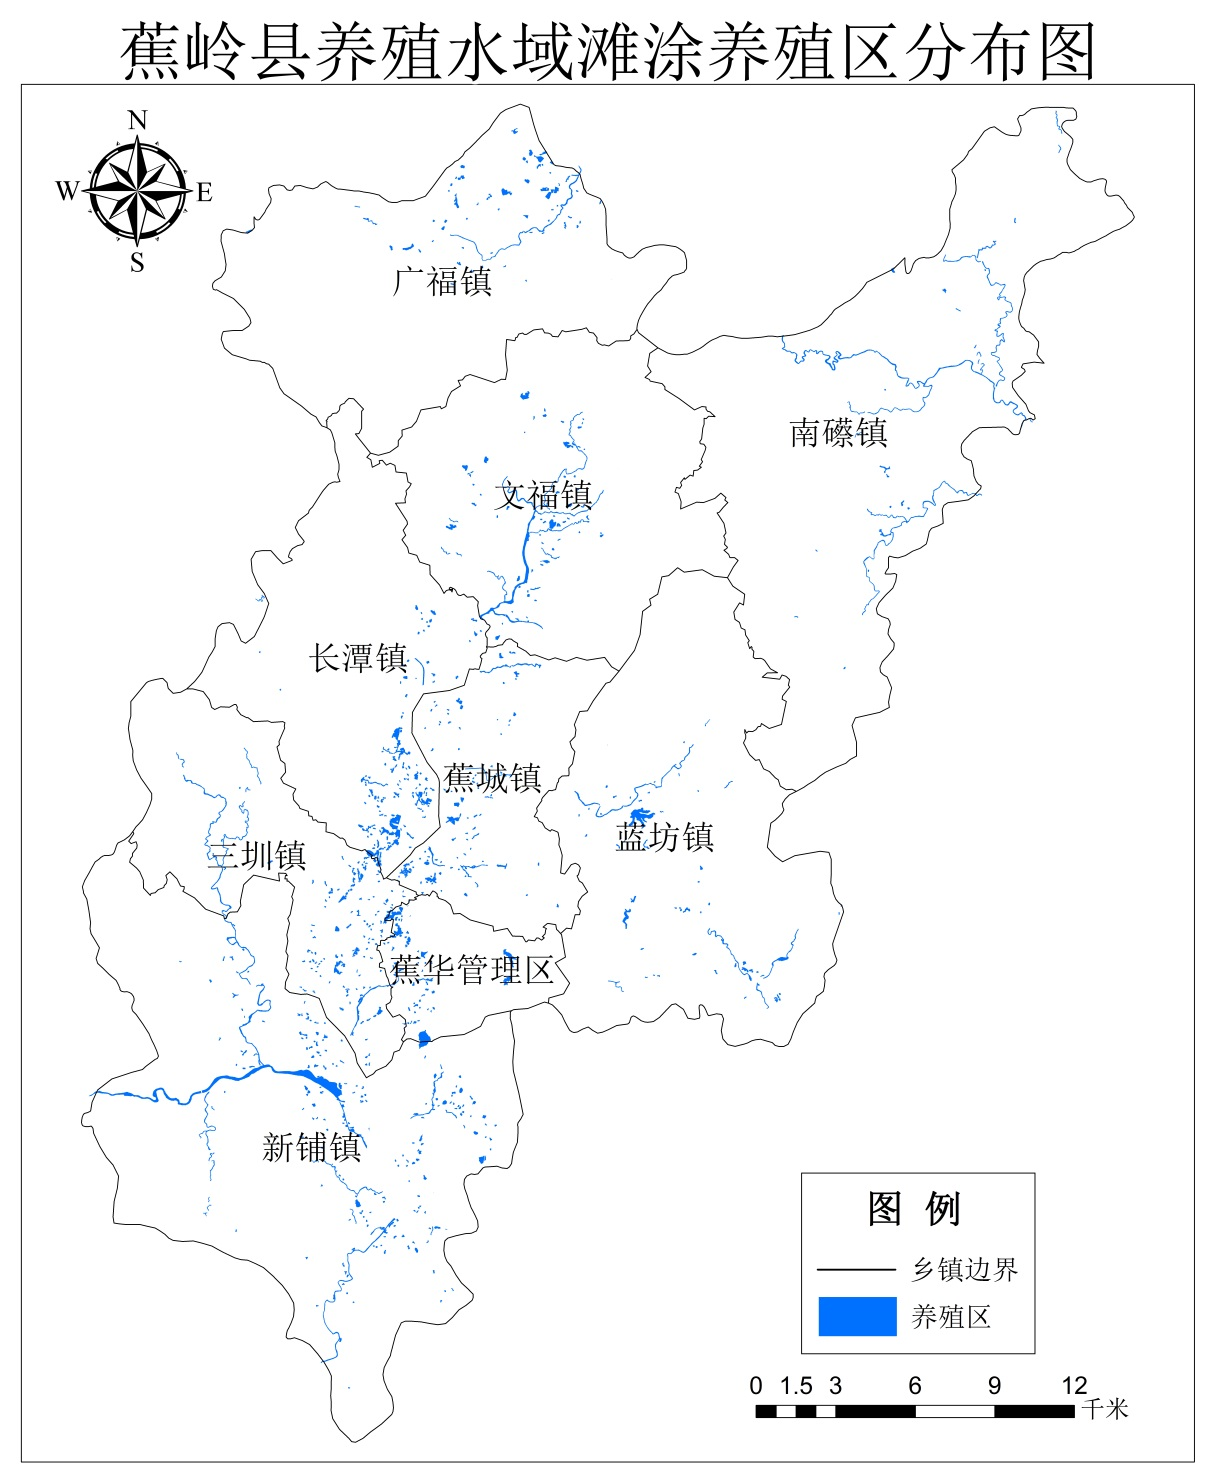 蕉岭县养殖水域滩涂养殖区分布图
N
W
E
S
广福镇
南磜镇
文福镇
长潭镇
蕉城镇
蓝坊镇
三圳镇
蕉华管理区
新铺镇
图 例
乡镇边界
养殖区
0 1.5 3 6 9 12
千米